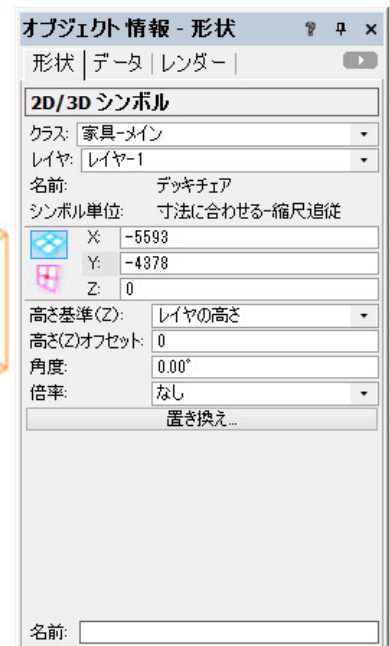 オブジェクト情報 - 形状
形状 データ レンダー
2D/3D シンボル
クラス: 家具-メイン
レイヤ: レイヤ-1
名前: デッキチェア
シンボル単位: 寸法に合わせる-縮尺追従
X: -5593
Y: -4378
Z: 0
高さ基準(Z): レイヤの高さ
高さ(Z)オフセット: 0
角度: 0.00°
倍率: なし
置き換え...
名前: